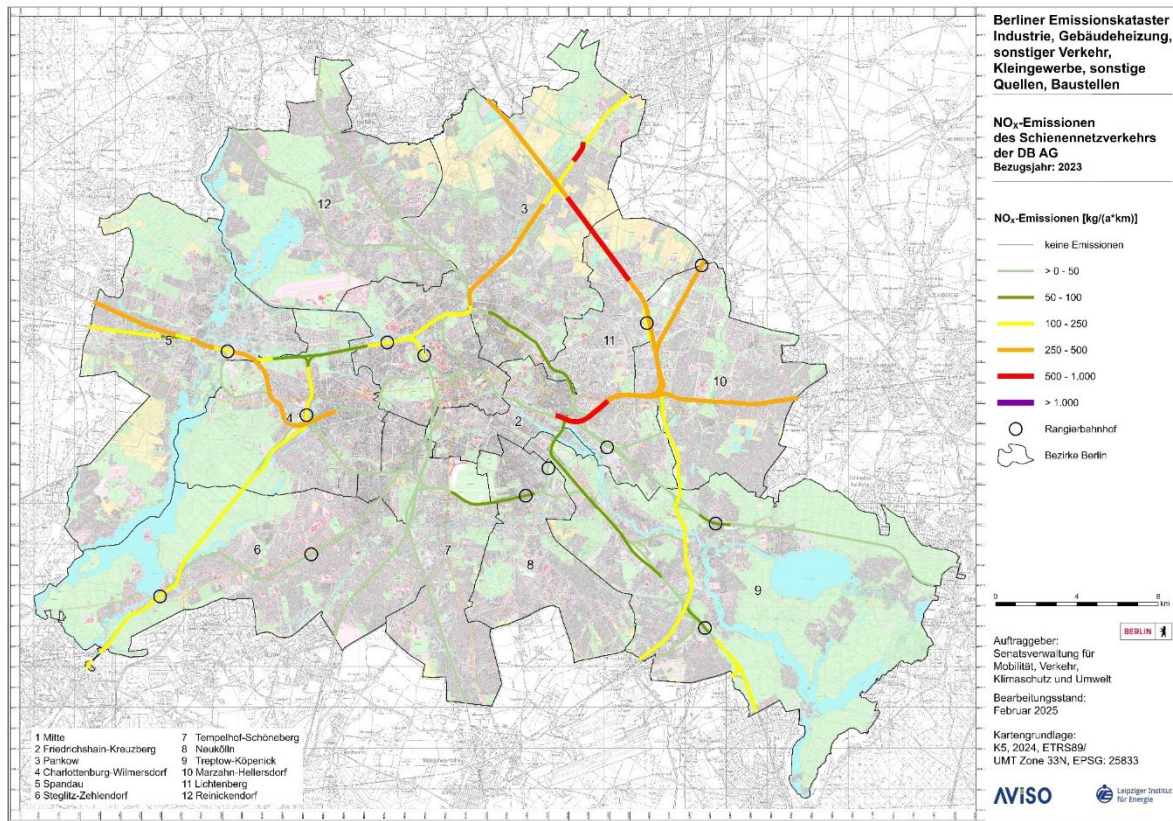 Berliner Emissionskataster
Industrie, Gebäudeheizung,
sonstiger Verkehr,
Kleingewerbe, sonstige
Quellen, Baustellen
NOx-Emissionen
des Schienennetzverkehrs
der DB AG
Bezugsjahr: 2023
NOx-Emissionen [kg/(a*km)]
keine Emissionen
> 0 - 50
50 - 100
100 - 250
250 - 500
500 - 1.000
> 1.000
Rangierbahnhof
Bezirke Berlin
12
3
5
1
11
10
4
2
6
7
8
9
0 4 8
km
BERLIN
Auftraggeber:
Senatsverwaltung für
Mobilität, Verkehr,
Klimaschutz und Umwelt
Bearbeitungsstand:
Februar 2025
Kartengrundlage:
K5, 2024, ETRS89/
UMT Zone 33N, EPSG: 25833
AViSO
Leipziger Institut
für Energie
1 Mitte
2 Friedrichshain-Kreuzberg
3 Pankow
4 Charlottenburg-Wilmersdorf
5 Spandau
6 Steglitz-Zehlendorf
7 Tempelhof-Schöneberg
8 Neukölln
9 Treptow-Köpenick
10 Marzahn-Hellersdorf
11 Lichtenberg
12 Reinickendorf